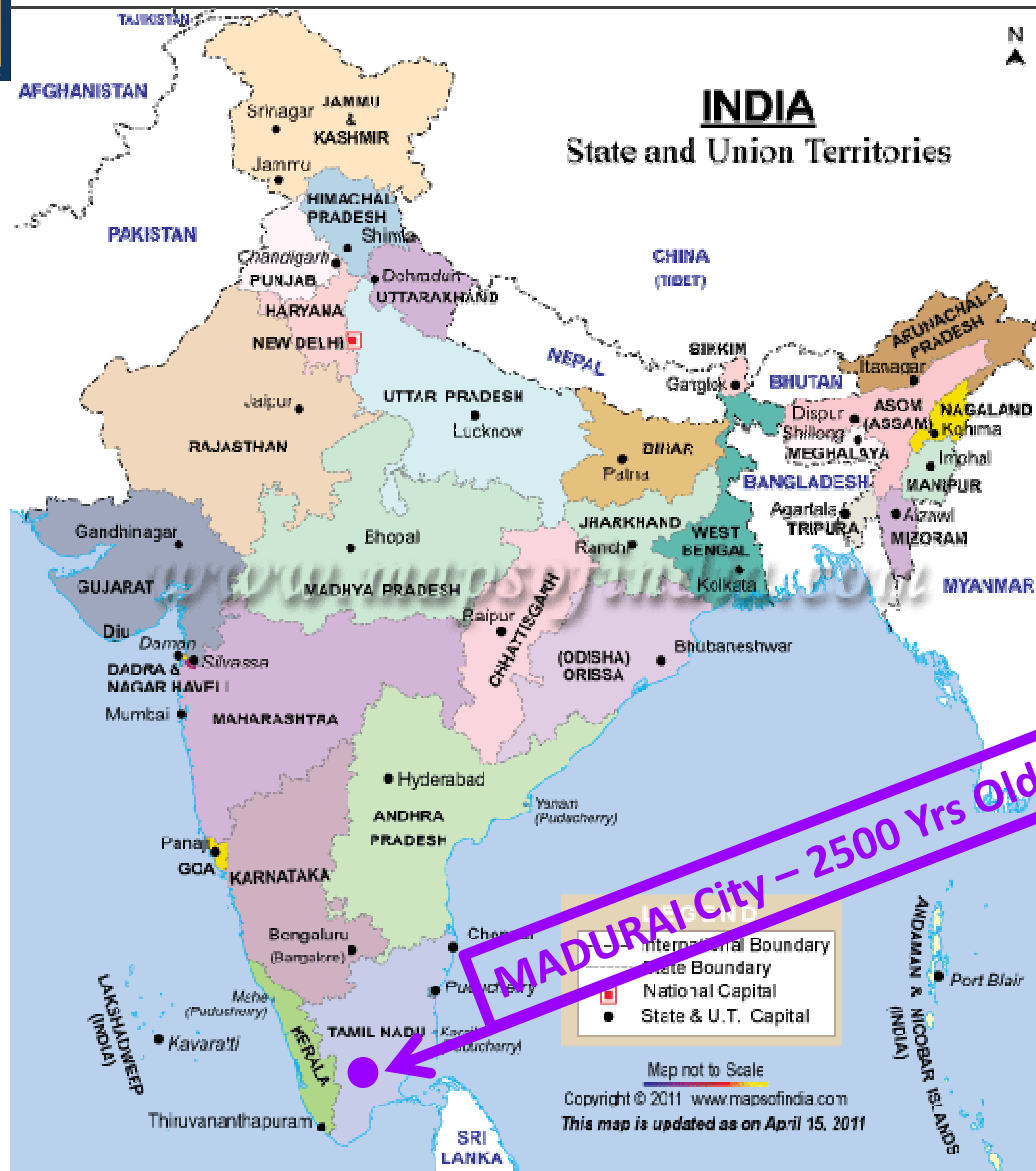 TAJIKISTAN
N
AFGHANISTAN
JAMMU
&
KASHMIR
Srinagar
INDIA
State and Union Territories
Jammu
HIMACHAL
PRADESH
Shimla
PAKISTAN
Chandigarh
PUNJAB
Dehradun
UTTARAKHAND
CHINA
(TIBET)
HARYANA
NEW DELHI
NEPAL
SIKKIM
Gangtok
BHUTAN
ARUNACHAL
PRADESH
Itanagar
Jaipur
RAJASTHAN
UTTAR PRADESH
Lucknow
BIHAR
Patna
Dispur
Shillong
MEGHALAYA
ASOM
(ASSAM)
NAGALAND
Kohima
Imphal
MANIPUR
BANGLADESH
Agartala
TRIPURA
Aizawl
MIZORAM
MYANMAR
Gandhinagar
GUJARAT
Bhopal
MADHYA PRADESH
JHARKHAND
Ranchi
WEST
BENGAL
Kolkata
www.mapsofindia.com
Raipur
CHHATTISGARH
(ODISHA)
ORISSA
Bhubaneshwar
Diu
Daman
Silvassa
DADRA &
NAGAR HAVELI
Mumbai
MAHARASHTRA
Hyderabad
ANDHRA
PRADESH
Yanam
(Puducherry)
Panaji
GOA
KARNATAKA
MADURAI City – 2500 Yrs Old
Bengaluru
(Bangalore)
Puducherry
LEGEND
International Boundary
State Boundary
National Capital
State & U.T. Capital
Mahe
(Puducherry)
KERALA
TAMIL NADU
LAKSHADWEEP
(INDIA)
Kavaratti
Thiruvananthapuram
SRI
LANKA
ANDAMAN & NICOBAR ISLANDS
(INDIA)
Port Blair
Map not to Scale
Copyright © 2011 www.mapsofindia.com
This map is updated as on April 15, 2011